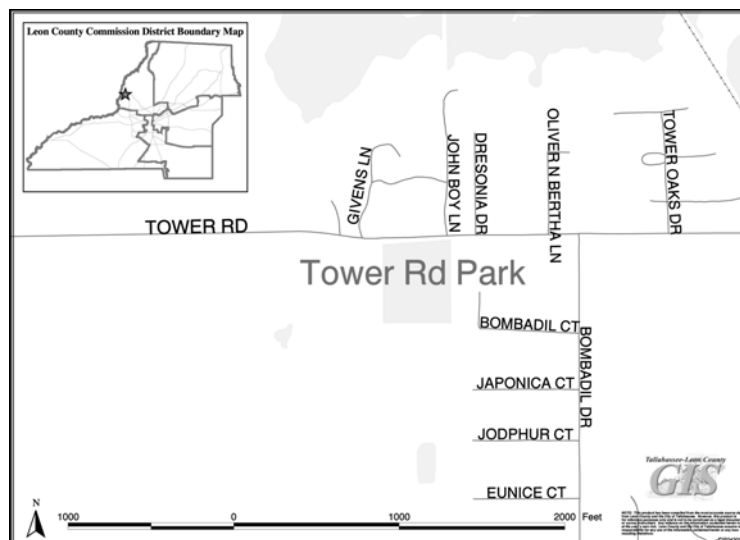 Leon County Commission District Boundary Map
TOWER RD
GIVENS LN
JOHN BOY LN
DRESONIA DR
OLIVER N BERTHA LN
TOWER OAKS DR
Tower Rd Park
BOMBADIL CT
BOMBADIL DR
JAPONICA CT
JODPHUR CT
EUNICE CT
Tallahassee-Leon County
GIS
N
1000 0 1000 2000 Feet